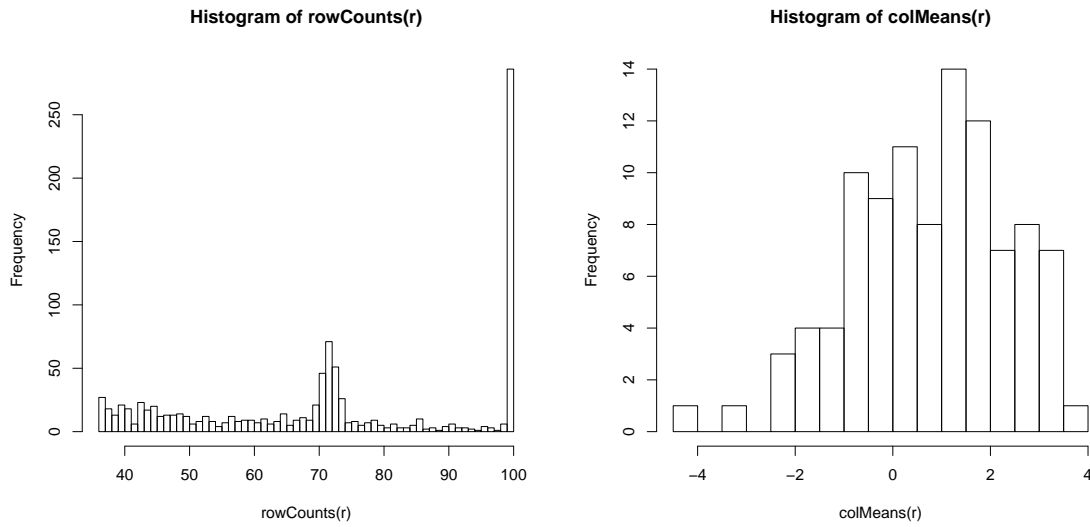 Histogram of rowCounts(r)
Frequency
250
200
150
100
50
0
40 50 60 70 80 90 100
rowCounts(r)
Histogram of colMeans(r)
Frequency
14
12
10
8
6
4
2
0
−4 −2 0 2 4
colMeans(r)